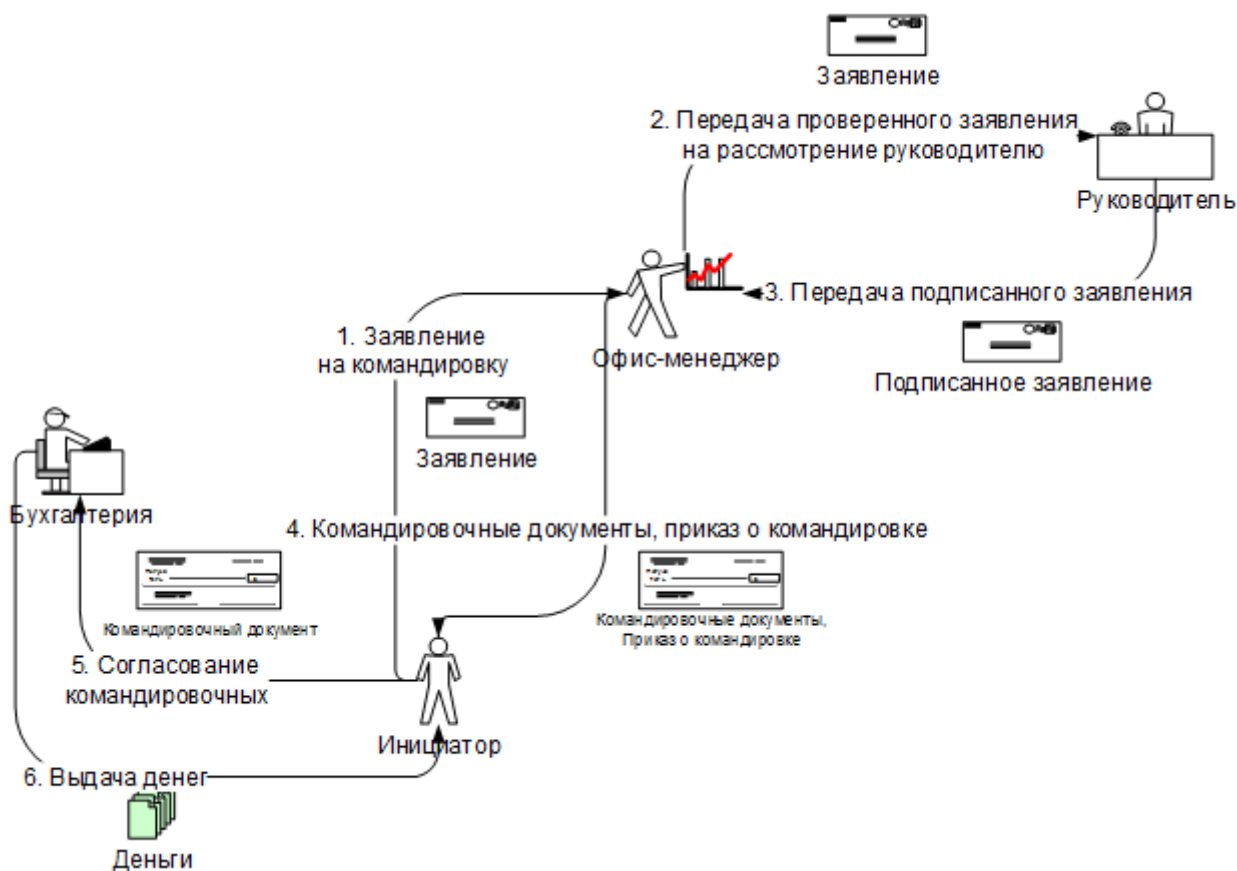 Заявление
2. Передача проверенного заявления
на рассмотрение руководителю
Руководитель
3. Передача подписанного заявления
1. Заявление
на командировку
Офис-менеджер
Подписанное заявление
Заявление
Бухгалтерия
4. Командировочные документы, приказ о командировке
Командировочный документ
Командировочные документы,
Приказ о командировке
5. Согласование
командировочных
Инициатор
6. Выдача денег
Деньги